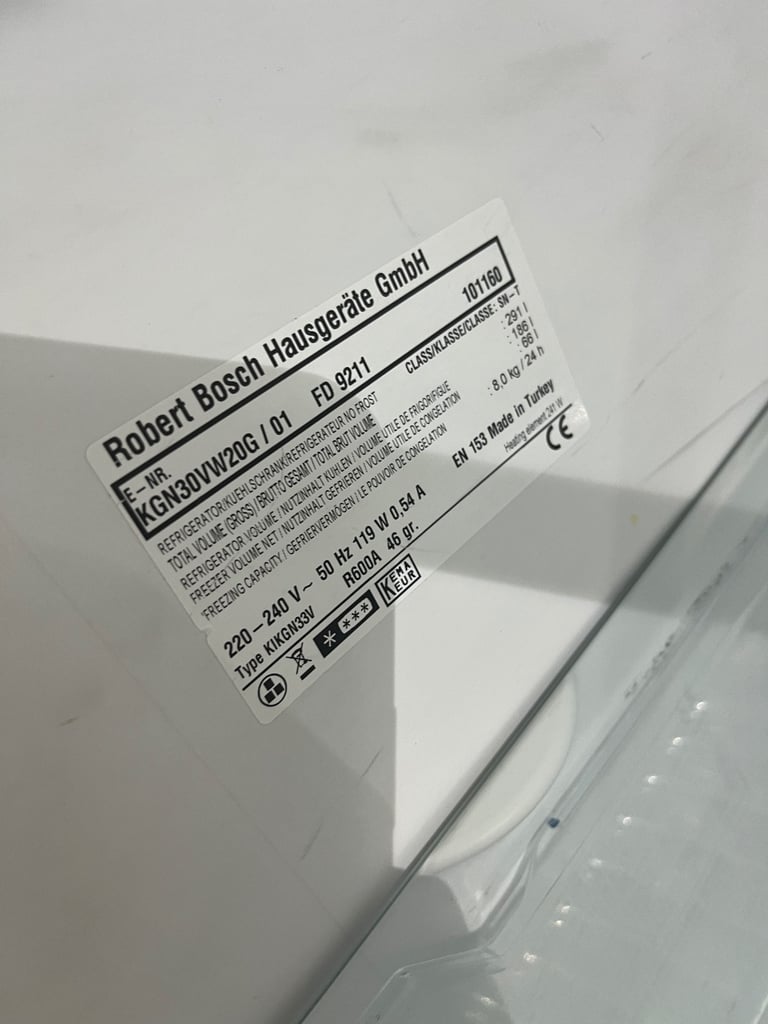 Robert Bosch Hausgeräte GmbH
E-NR.
KGN30VW20G / 01 FD 9211 101160
REFRIGERATOR/KUEHLSCHRANK/REFRIGERATEUR NO FROST CLASS/KLASSE/CLASSE: SN-T
TOTAL VOLUME (GROSS) / BRUTTO GESAMT / TOTAL BRUT VOLUME : 291 l
REFRIGERATOR VOLUME / NUTZINHALT KUHLEN / VOLUME UTILE DE FRIGORIFIQUE : 186 l
FREEZER VOLUME NET / NUTZINHALT GEFRIEREN / VOLUME UTILE DE CONGELATION : 66 l
FREEZING CAPACITY / GEFRIERVERMÖGEN / LE POUVOIR DE CONGELATION : 8,0 kg / 24 h
220-240 V ~ 50 Hz 119 W 0,54 A EN 153 Made in Turkey
Type KIKGN33V R600A 46 gr. Heating element 241 W
* *** KEMA EUR CE